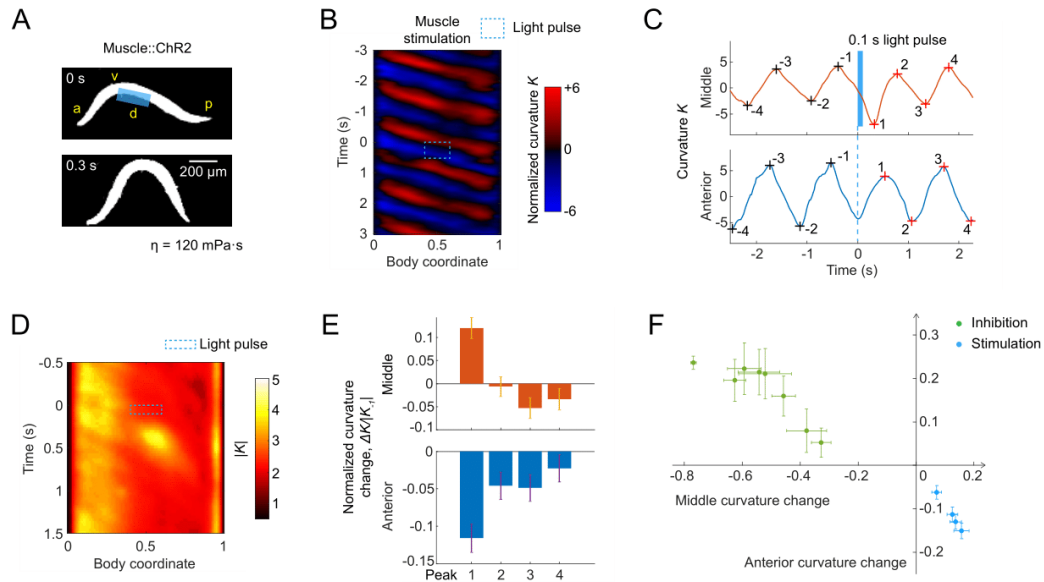 A
Muscle::ChR2
0 s
v
a
d
p
0.3 s
200 μm
η = 120 mPa·s
B
Muscle
stimulation
Light pulse
-3
-2
-1
0
1
2
3
Time (s)
0
0.5
1
Body coordinate
Normalized curvature K
+6
0
-6
C
0.1 s light pulse
Curvature K
Middle
5
0
-5
-4
-3
-2
-1
1
2
3
4
Anterior
5
0
-5
-4
-3
-2
-1
1
2
3
4
-2
-1
0
1
2
Time (s)
D
Light pulse
-0.5
0
0.5
1
1.5
Time (s)
0
0.5
1
Body coordinate
|K|
5
4
3
2
1
E
Normalized curvature
change, ΔK/|K₋₁|
Middle
0.1
0.05
0
-0.05
Anterior
0
-0.05
-0.1
-0.15
Peak 1 2 3 4
F
Inhibition
Stimulation
0.3
0.2
0.1
-0.8
-0.6
-0.4
-0.2
0
0.2
Middle curvature change
-0.1
-0.2
Anterior curvature change